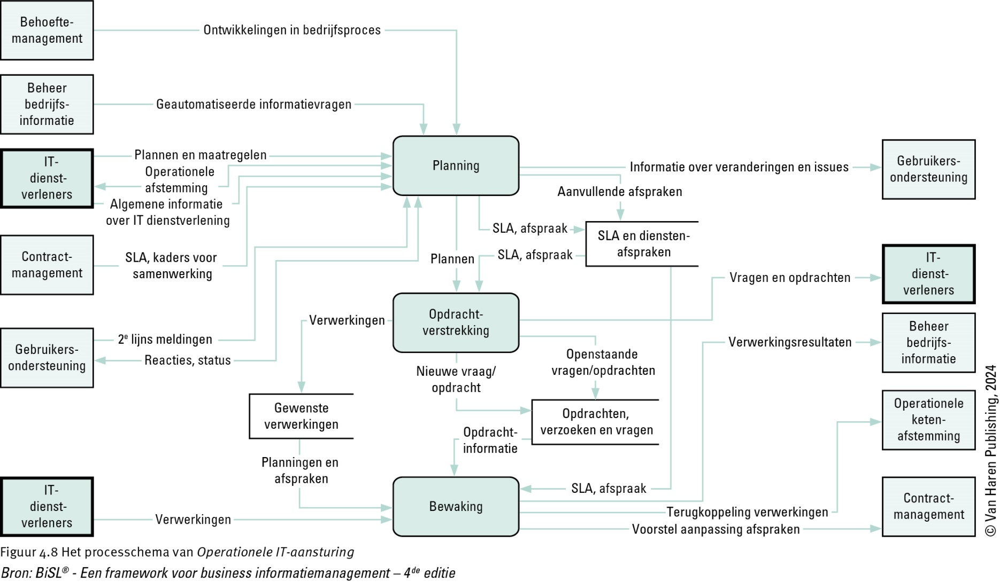 Behoefte-
management
Ontwikkelingen in bedrijfsproces
Beheer
bedrijfs-
informatie
Geautomatiseerde informatievragen
IT-
dienst-
verleners
Plannen en maatregelen
Operationele
afstemming
Algemene informatie
over IT dienstverlening
Planning
Informatie over veranderingen en issues
Gebruikers-
ondersteuning
Aanvullende afspraken
SLA, afspraak
SLA en diensten-
afspraken
Contract-
management
SLA, kaders voor
samenwerking
Plannen
SLA, afspraak
Vragen en opdrachten
IT-
dienst-
verleners
Gebruikers-
ondersteuning
2e lijns meldingen
Reacties, status
Verwerkingen
Opdracht-
verstrekking
Verwerkingsresultaten
Beheer
bedrijfs-
informatie
Nieuwe vraag/
opdracht
Openstaande
vragen/opdrachten
Gewenste
verwerkingen
Opdrachten,
verzoeken en vragen
Operationele
keten-
afstemming
Opdracht-
informatie
Planningen en
afspraken
IT-
dienst-
verleners
Verwerkingen
Bewaking
SLA, afspraak
Terugkoppeling verwerkingen
Voorstel aanpassing afspraken
Contract-
management
© Van Haren Publishing, 2024
Figuur 4.8 Het processchema van Operationele IT-aansturing
Bron: BiSL® - Een framework voor business informatiemanagement – 4de editie